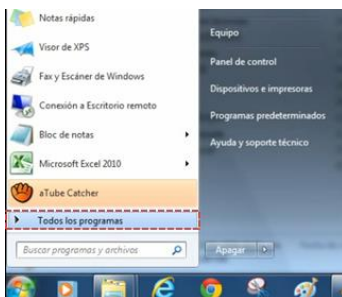 Notas rápidas
Visor de XPS
Fax y Escáner de Windows
Conexión a Escritorio remoto
Bloc de notas
Microsoft Excel 2010
aTube Catcher
Todos los programas
Buscar programas y archivos
Equipo
Panel de control
Dispositivos e impresoras
Programas predeterminados
Ayuda y soporte técnico
Apagar